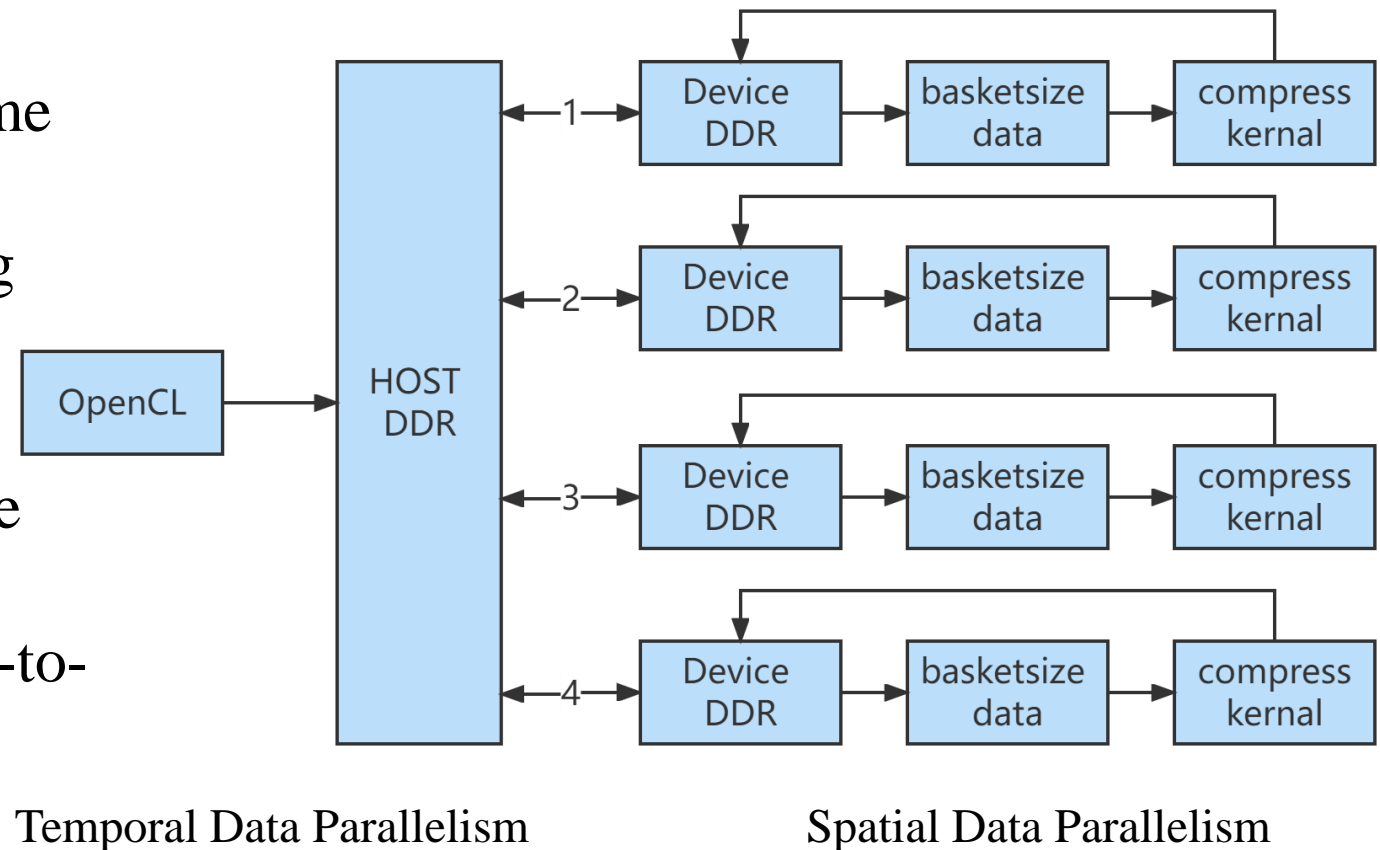 me
g
e
-to-
OpenCL
HOST
DDR
1
Device
DDR
basketsize
data
compress
kernal
2
Device
DDR
basketsize
data
compress
kernal
3
Device
DDR
basketsize
data
compress
kernal
4
Device
DDR
basketsize
data
compress
kernal
Temporal Data Parallelism
Spatial Data Parallelism